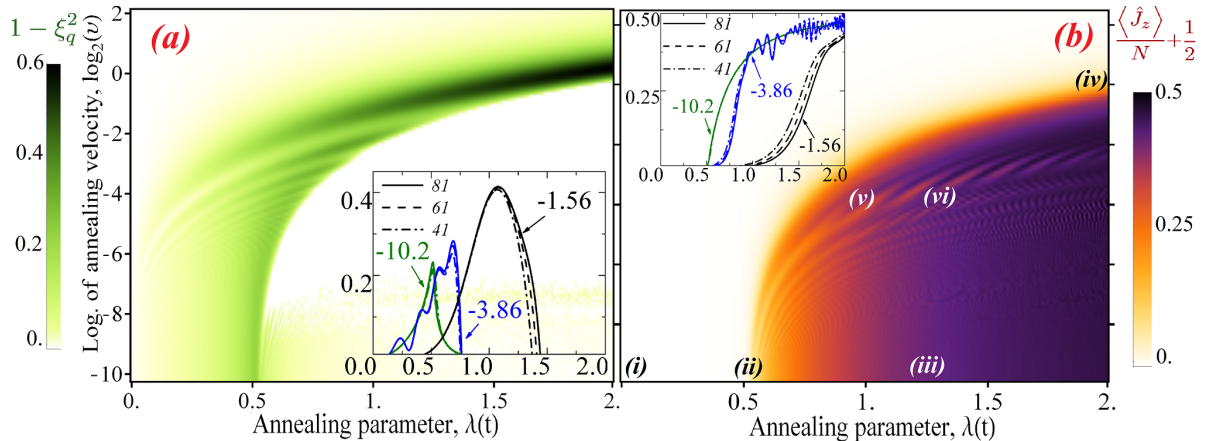 1 − ξ_q^2
0.6
0.4
0.2
0.
Log. of annealing velocity, log₂(υ)
2
0
-2
-4
-6
-8
-10
(a)
0.4
0.2
81
61
41
-1.56
-10.2
-3.86
0.0 0.5 1.0 1.5 2.0
0. 0.5 1. 1.5 2.
Annealing parameter, λ(t)
0.50
0.25
0.0
81
61
41
-10.2
-3.86
-1.56
0.0 0.5 1.0 1.5 2.0
(b)
(iv)
(v)
(vi)
(i)
(ii)
(iii)
0.5 1. 1.5 2.
Annealing parameter, λ(t)
⟨Ĵ_z⟩/N + 1/2
0.5
0.25
0.